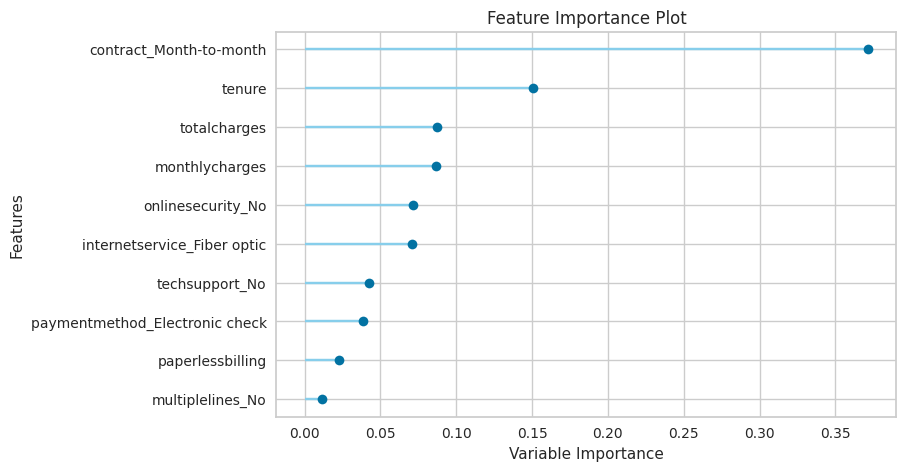 Feature Importance Plot
contract_Month-to-month
tenure
totalcharges
monthlycharges
onlinesecurity_No
internetservice_Fiber optic
techsupport_No
paymentmethod_Electronic check
paperlessbilling
multiplelines_No
Features
0.00 0.05 0.10 0.15 0.20 0.25 0.30 0.35
Variable Importance